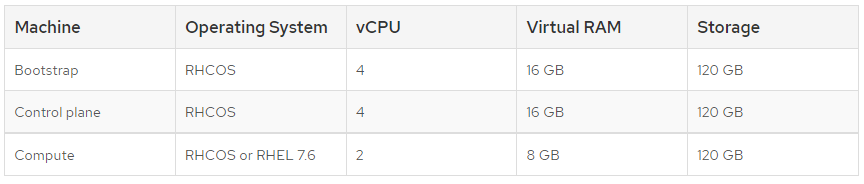 Machine Operating System vCPU Virtual RAM Storage
Bootstrap RHCOS 4 16 GB 120 GB
Control plane RHCOS 4 16 GB 120 GB
Compute RHCOS or RHEL 7.6 2 8 GB 120 GB